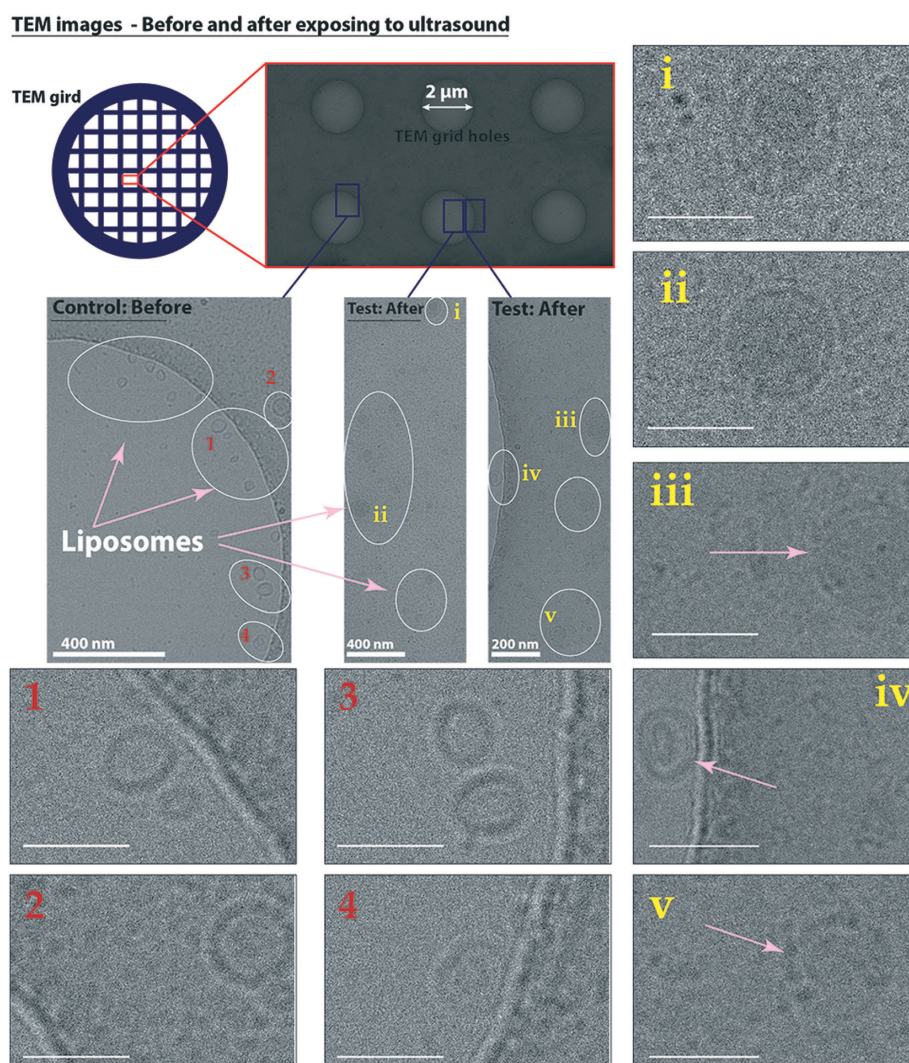 TEM images - Before and after exposing to ultrasound
TEM gird
2 µm
TEM grid holes
i
ii
Control: Before
Test: After
i
Test: After
2
1
iii
iv
ii
Liposomes
3
v
4
400 nm
400 nm
200 nm
iii
1
3
iv
2
4
v